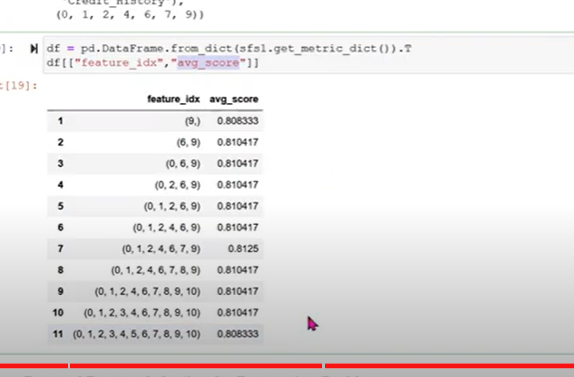 "Credit_History"),
(0, 1, 2, 4, 6, 7, 9))
]: df = pd.DataFrame.from_dict(sfs1.get_metric_dict()).T
df[["feature_idx","avg_score"]]
t[19]:
feature_idx avg_score
1 (9,) 0.808333
2 (6, 9) 0.810417
3 (0, 6, 9) 0.810417
4 (0, 2, 6, 9) 0.810417
5 (0, 1, 2, 6, 9) 0.810417
6 (0, 1, 2, 4, 6, 9) 0.810417
7 (0, 1, 2, 4, 6, 7, 9) 0.8125
8 (0, 1, 2, 4, 6, 7, 8, 9) 0.810417
9 (0, 1, 2, 4, 6, 7, 8, 9, 10) 0.810417
10 (0, 1, 2, 3, 4, 6, 7, 8, 9, 10) 0.810417
11 (0, 1, 2, 3, 4, 5, 6, 7, 8, 9, 10) 0.808333